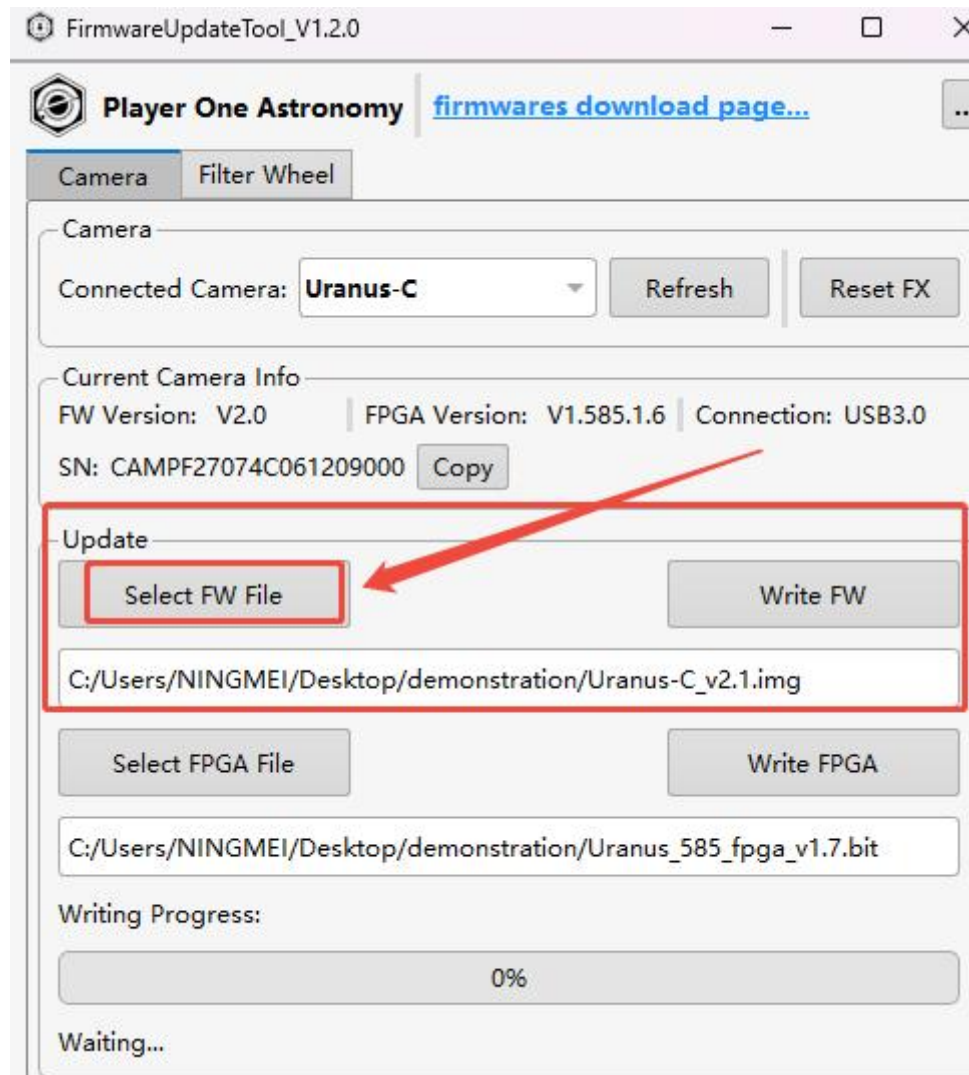 FirmwareUpdateTool_V1.2.0
Player One Astronomy firmwares download page... ...
Camera Filter Wheel
Camera
Connected Camera: Uranus-C Refresh Reset FX
Current Camera Info
FW Version: V2.0 FPGA Version: V1.585.1.6 Connection: USB3.0
SN: CAMPF27074C061209000 Copy
Update
Select FW File Write FW
C:/Users/NINGMEI/Desktop/demonstration/Uranus-C_v2.1.img
Select FPGA File Write FPGA
C:/Users/NINGMEI/Desktop/demonstration/Uranus_585_fpga_v1.7.bit
Writing Progress:
0%
Waiting...